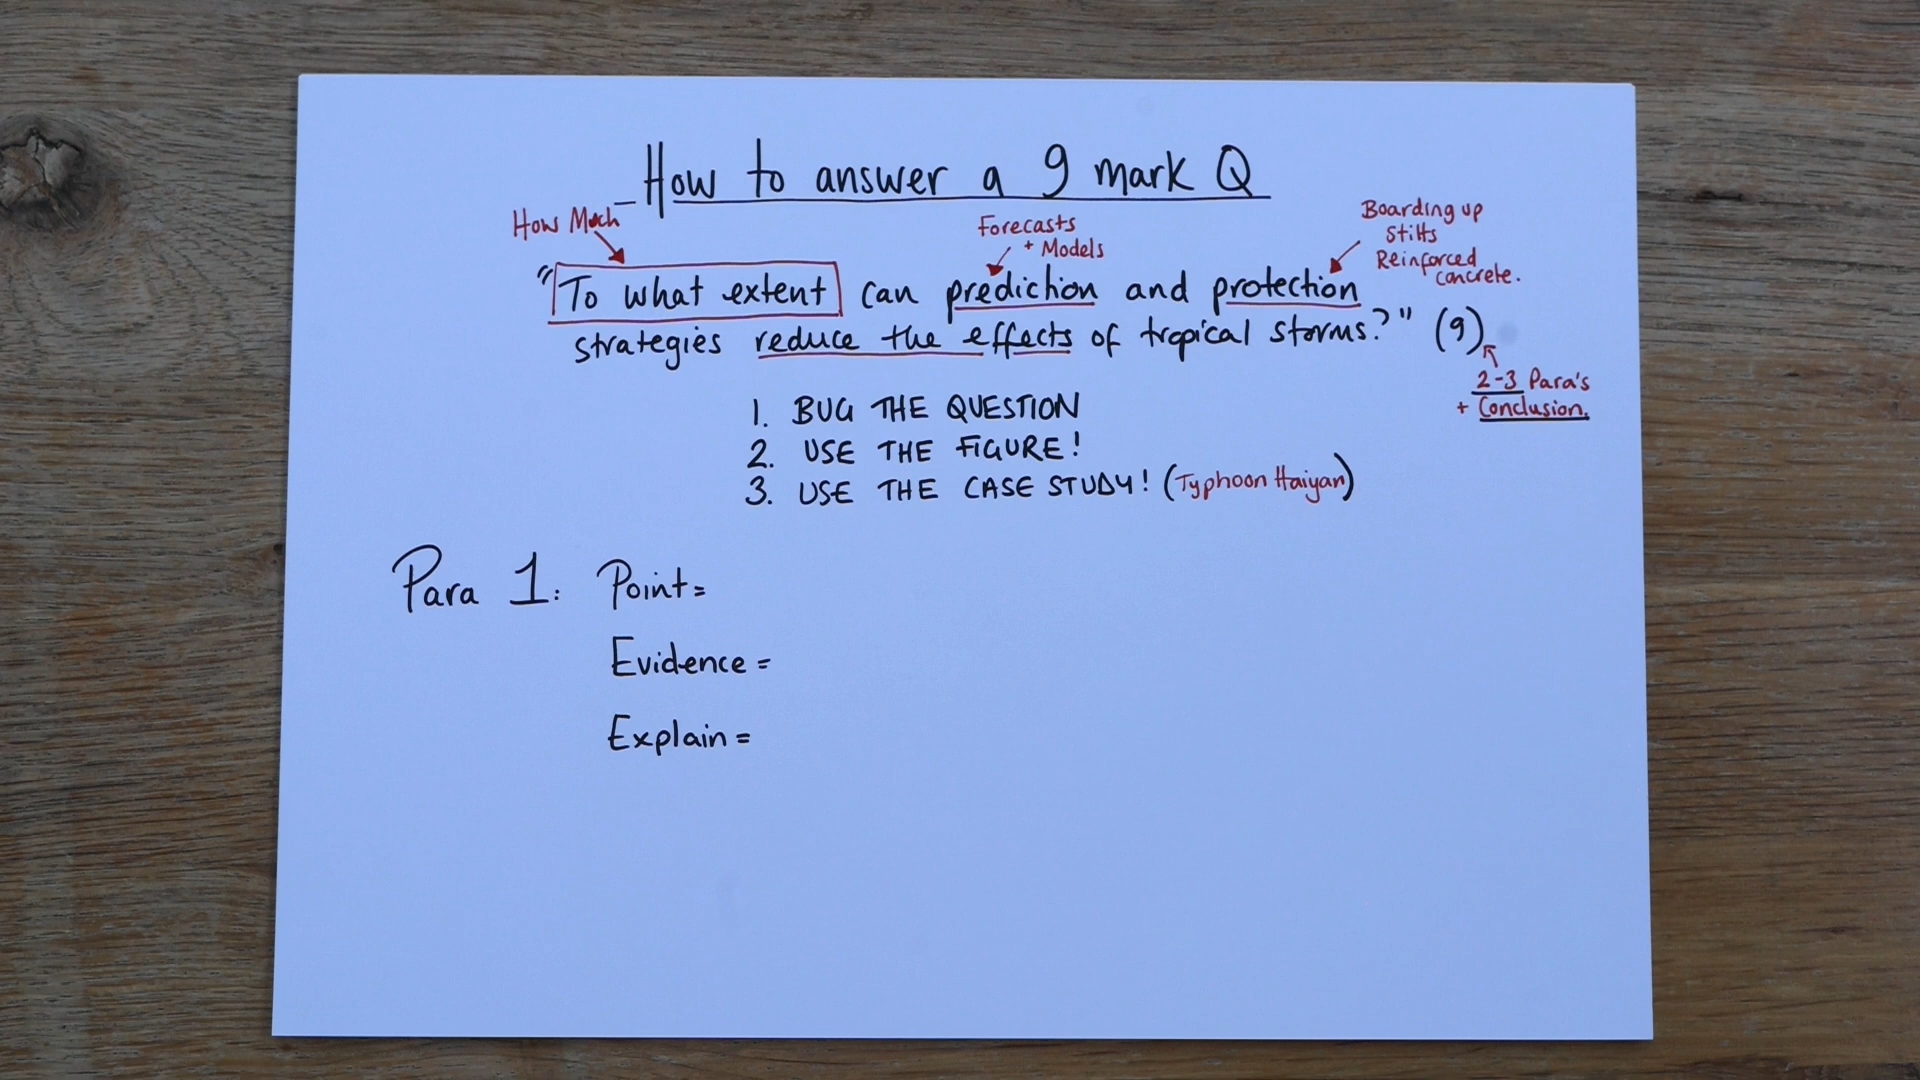 How to answer a 9 mark Q
How Much
Forecasts
+ Models
Boarding up
Stilts
Reinforced
concrete.
"To what extent can prediction and protection
strategies reduce the effects of tropical storms?" (9)
2-3 Para's
+ Conclusion.
1. BUG THE QUESTION
2. USE THE FIGURE!
3. USE THE CASE STUDY! (Typhoon Haiyan)
Para 1: Point=
Evidence =
Explain =